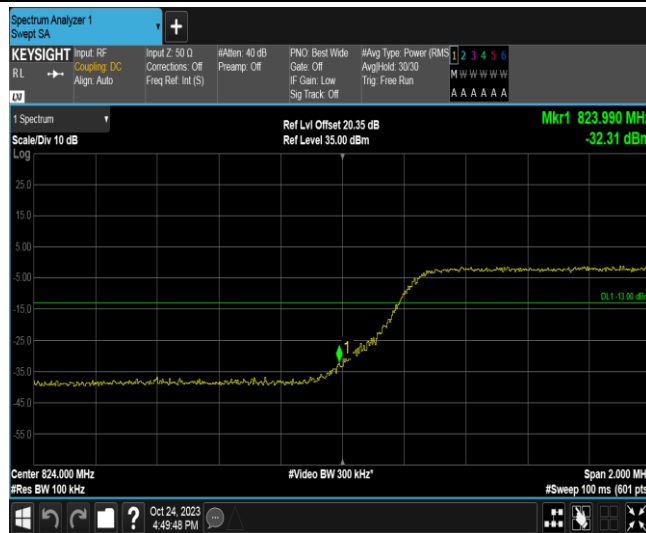 Spectrum Analyzer 1
Swept SA
+
KEYSIGHT
RL
LXI
Input: RF
Coupling: DC
Align: Auto
Input Z: 50 Ω
Corrections: Off
Freq Ref: Int (S)
#Atten: 40 dB
Preamp: Off
PNO: Best Wide
Gate: Off
IF Gain: Low
Sig Track: Off
#Avg Type: Power (RMS
Avg|Hold: 30/30
Trig: Free Run
1 2 3 4 5 6
M W W W W W
A A A A A A
1 Spectrum
Scale/Div 10 dB
Ref Lvl Offset 20.35 dB
Ref Level 35.00 dBm
Mkr1 823.990 MHz
-32.31 dBm
Log
25.0
15.0
5.00
-5.00
-15.0
-25.0
-35.0
-45.0
-55.0
DL1 -13.00 dBm
1
Center 824.000 MHz
#Res BW 100 kHz
#Video BW 300 kHz*
Span 2.000 MH
#Sweep 100 ms (601 pts
?
Oct 24, 2023
4:49:48 PM